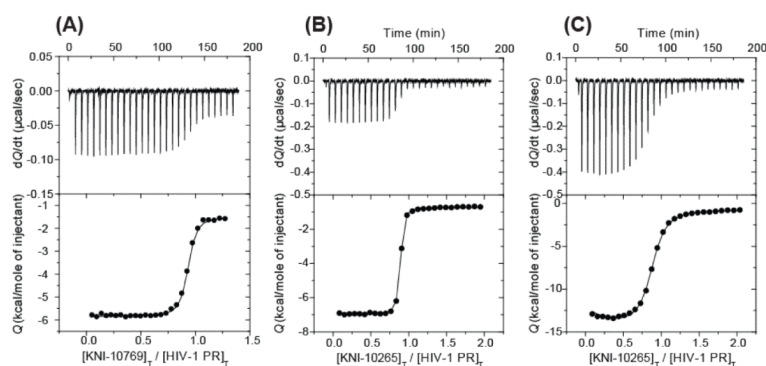 (A)
(B)
Time (min)
(C)
Time (min)
0 50 100 150 200
0 50 100 150 200
0 50 100 150 200
dQ/dt (µcal/sec)
0.05
0.00
-0.05
-0.10
-0.15
dQ/dt (µcal/sec)
0.1
0.0
-0.1
-0.2
-0.3
-0.4
dQ/dt (µcal/sec)
0.1
0.0
-0.1
-0.2
-0.3
-0.4
Q (kcal/mole of injectant)
-1
-2
-3
-4
-5
-6
Q (kcal/mole of injectant)
-2
-4
-6
-8
Q (kcal/mole of injectant)
-5
-10
-15
0.0 0.5 1.0 1.5
0.0 0.5 1.0 1.5 2.0
0.0 0.5 1.0 1.5 2.0
[KNI-10769]T / [HIV-1 PR]T
[KNI-10265]T / [HIV-1 PR]T
[KNI-10265]T / [HIV-1 PR]T